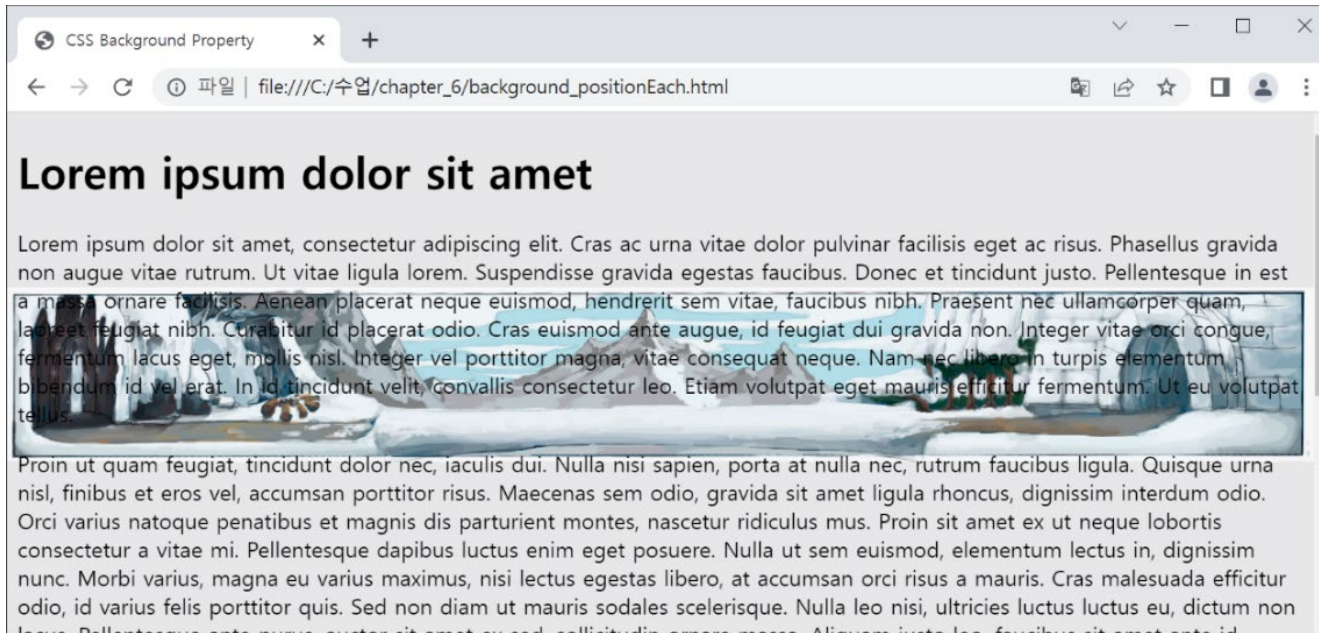 CSS Background Property
파일 file:///C:/수업/chapter_6/background_positionEach.html
Lorem ipsum dolor sit amet
Lorem ipsum dolor sit amet, consectetur adipiscing elit. Cras ac urna vitae dolor pulvinar facilisis eget ac risus. Phasellus gravida
non augue vitae rutrum. Ut vitae ligula lorem. Suspendisse gravida egestas faucibus. Donec et tincidunt justo. Pellentesque in est
a massa ornare facilisis. Aenean placerat neque euismod, hendrerit sem vitae, faucibus nibh. Praesent nec ullamcorper quam,
laoreet feugiat nibh. Curabitur id placerat odio. Cras euismod ante augue, id feugiat dui gravida non. Integer vitae orci congue,
fermentum lacus eget, mollis nisl. Integer vel porttitor magna, vitae consequat neque. Nam nec libero in turpis elementum
bibendum id vel erat. In id tincidunt velit, convallis consectetur leo. Etiam volutpat eget mauris efficitur fermentum. Ut eu volutpat
tellus.
Proin ut quam feugiat, tincidunt dolor nec, iaculis dui. Nulla nisi sapien, porta at nulla nec, rutrum faucibus ligula. Quisque urna
nisl, finibus et eros vel, accumsan porttitor risus. Maecenas sem odio, gravida sit amet ligula rhoncus, dignissim interdum odio.
Orci varius natoque penatibus et magnis dis parturient montes, nascetur ridiculus mus. Proin sit amet ex ut neque lobortis
consectetur a vitae mi. Pellentesque dapibus luctus enim eget posuere. Nulla ut sem euismod, elementum lectus in, dignissim
nunc. Morbi varius, magna eu varius maximus, nisi lectus egestas libero, at accumsan orci risus a mauris. Cras malesuada efficitur
odio, id varius felis porttitor quis. Sed non diam ut mauris sodales scelerisque. Nulla leo nisi, ultricies luctus luctus eu, dictum non